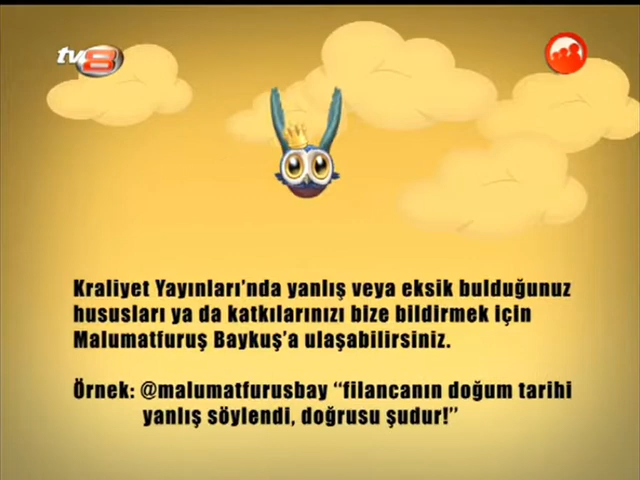 tv8
Kraliyet Yayınları'nda yanlış veya eksik bulduğunuz
hususları ya da katkılarınızı bize bildirmek için
Malumatfuruş Baykuş'a ulaşabilirsiniz.
Örnek: @malumatfurusbay “filancanın doğum tarihi
yanlış söylendi, doğrusu şudur!”